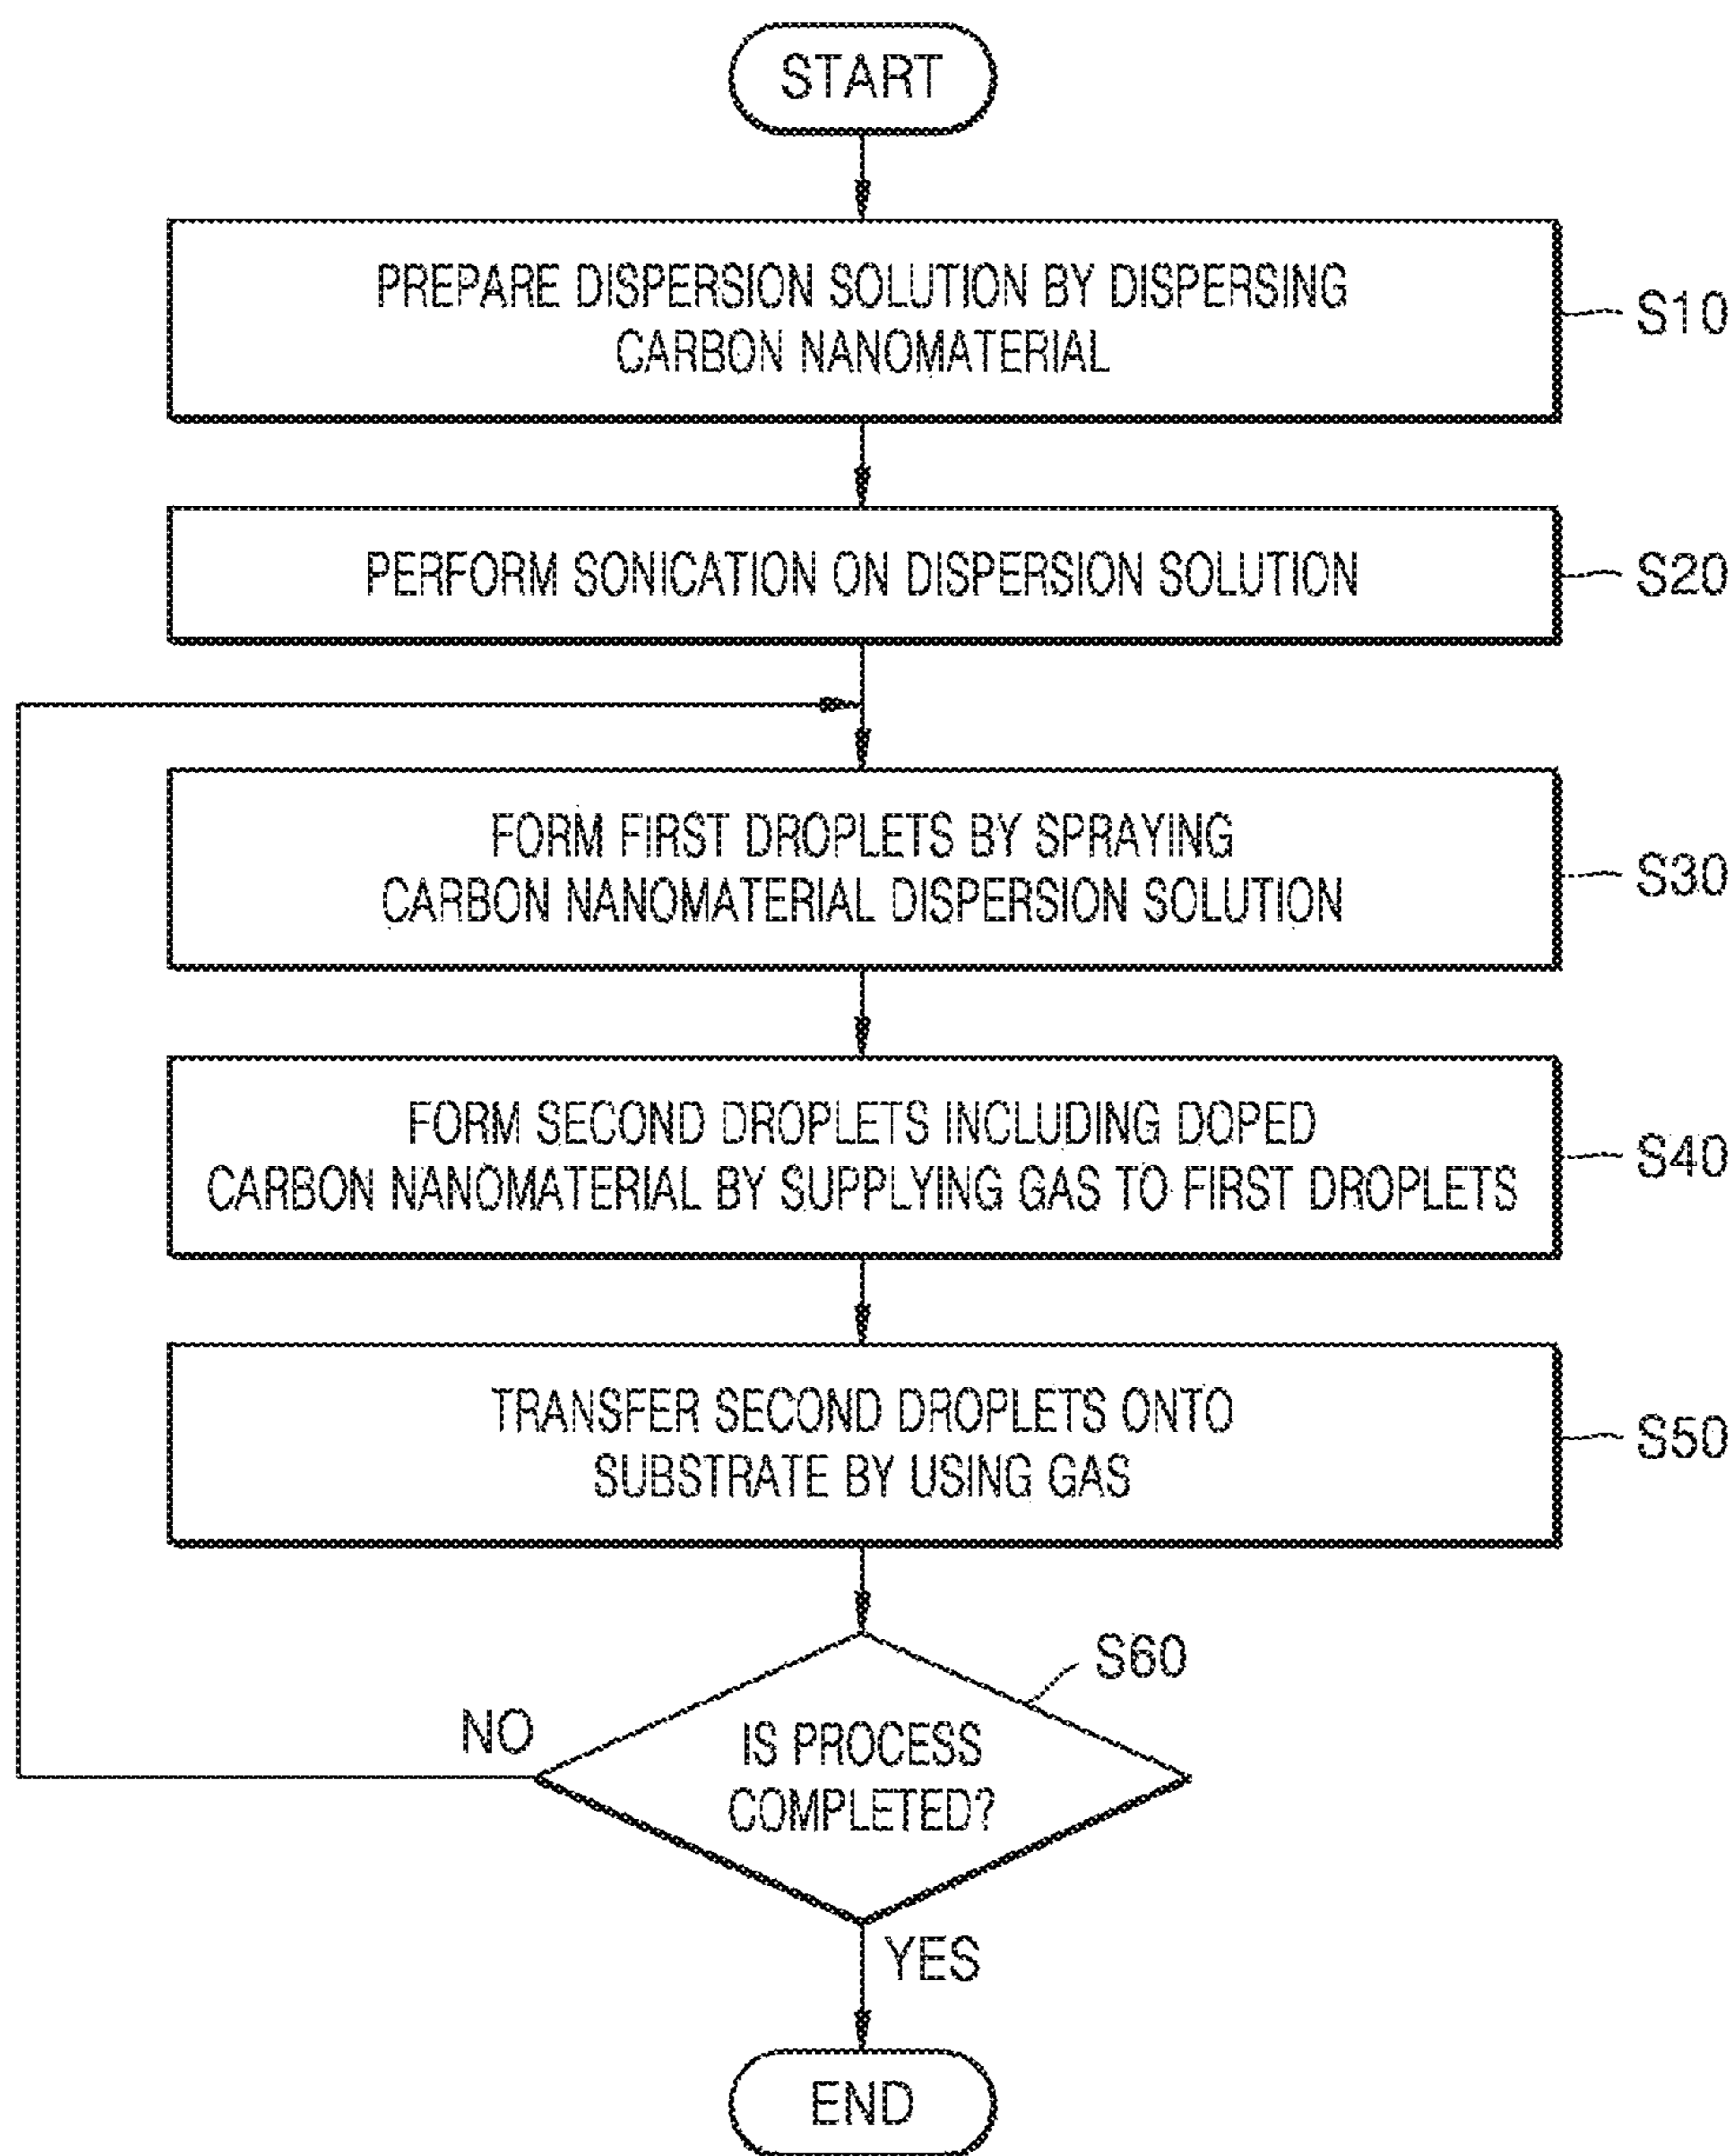 START
PREPARE DISPERSION SOLUTION BY DISPERSING
CARBON NANOMATERIAL
S10
PERFORM SONICATION ON DISPERSION SOLUTION
S20
FORM FIRST DROPLETS BY SPRAYING
CARBON NANOMATERIAL DISPERSION SOLUTION
S30
FORM SECOND DROPLETS INCLUDING DOPED
CARBON NANOMATERIAL BY SUPPLYING GAS TO FIRST DROPLETS
S40
TRANSFER SECOND DROPLETS ONTO
SUBSTRATE BY USING GAS
S50
S60
NO
IS PROCESS
COMPLETED?
YES
END